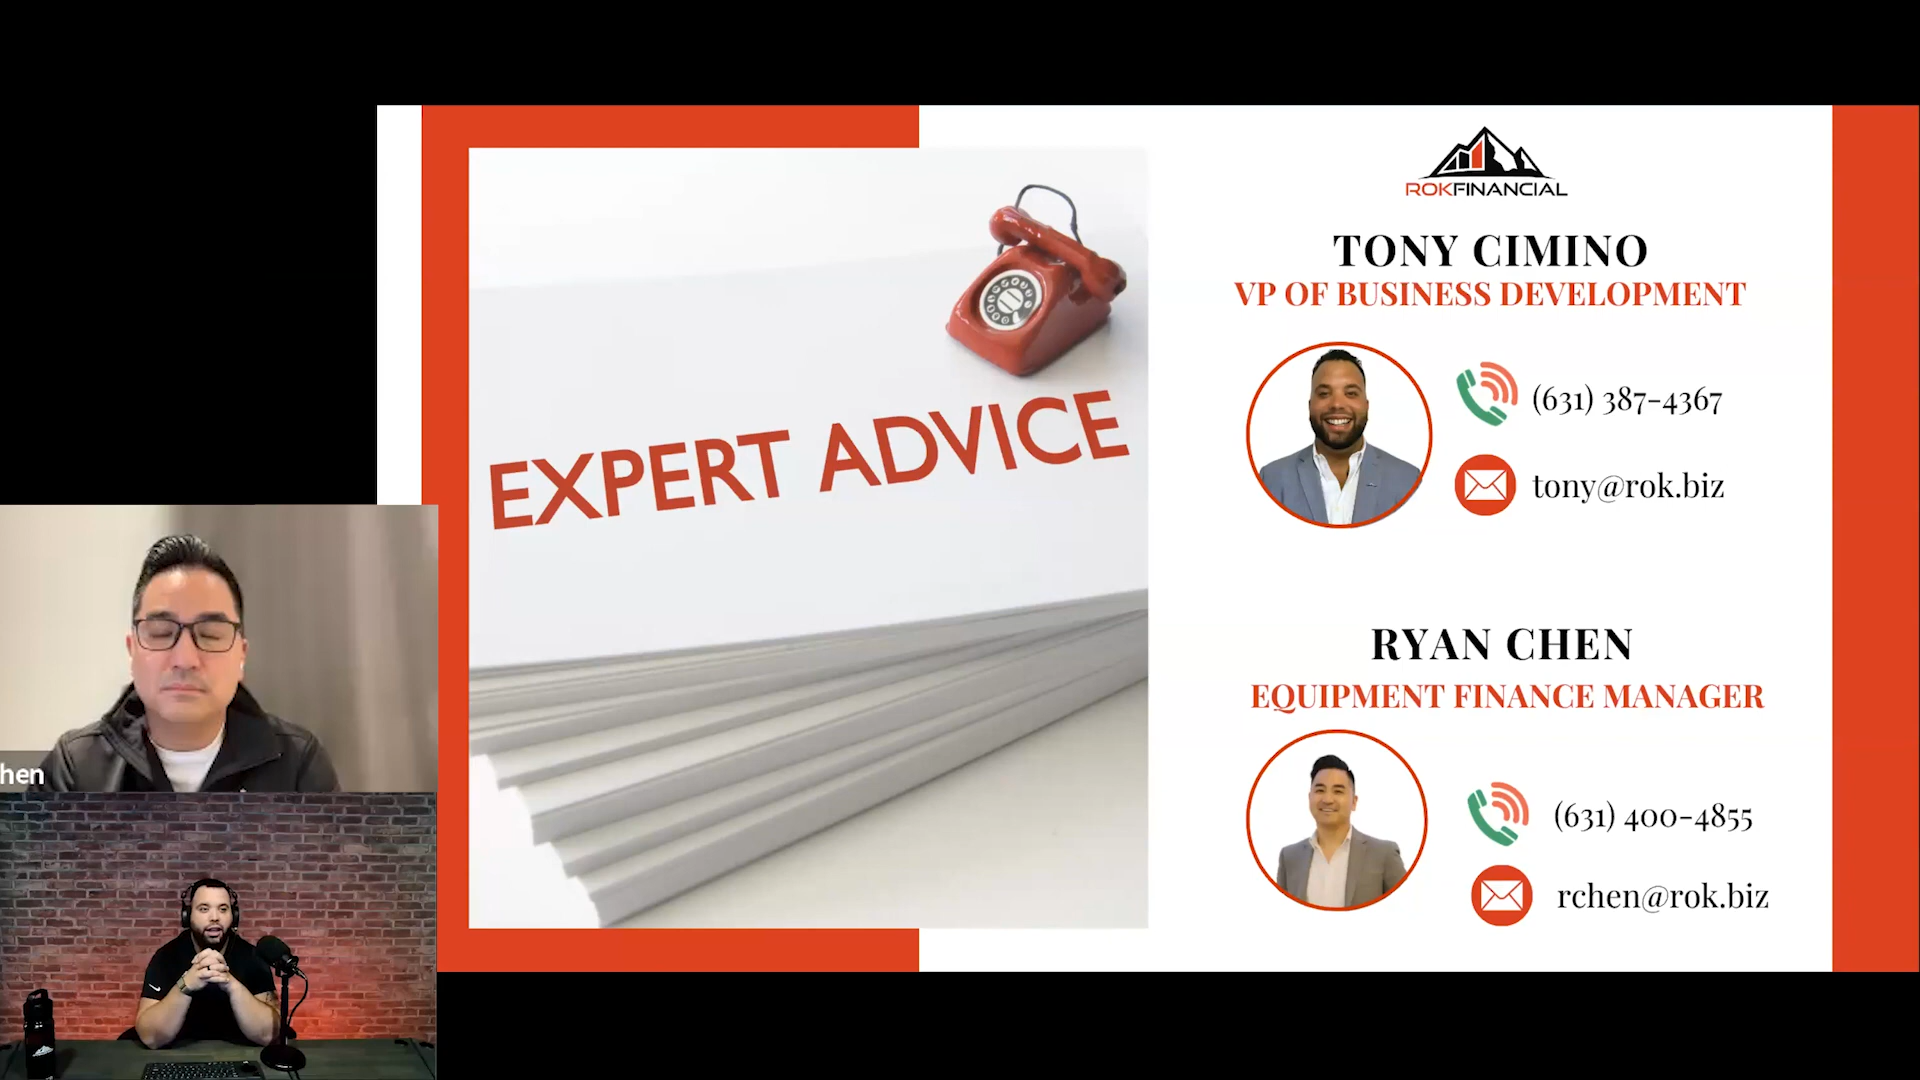 ROKFINANCIAL
TONY CIMINO
VP OF BUSINESS DEVELOPMENT
(631) 387-4367
tony@rok.biz
EXPERT ADVICE
RYAN CHEN
EQUIPMENT FINANCE MANAGER
(631) 400-4855
rchen@rok.biz
hen